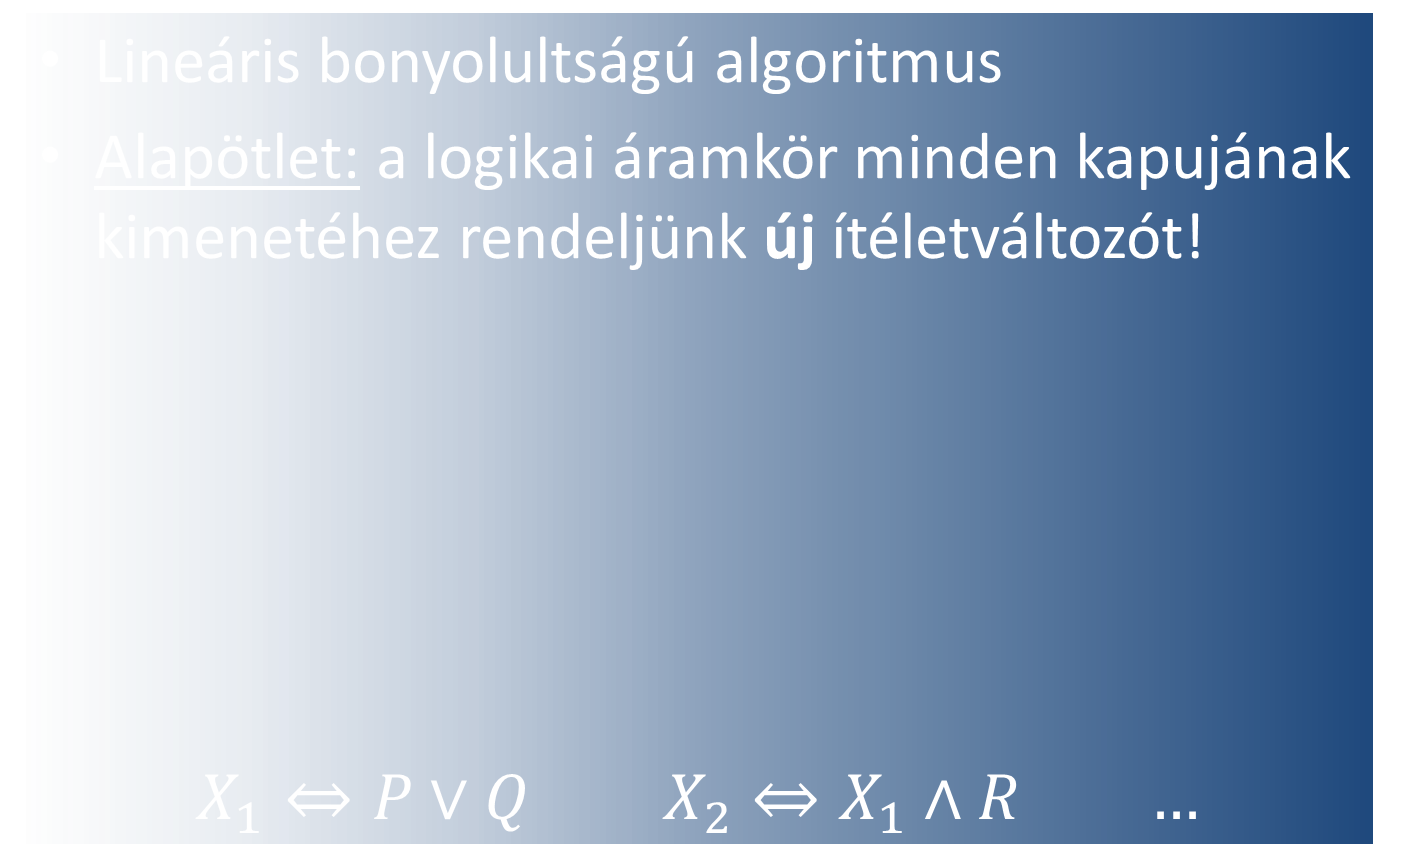 • Lineáris bonyolultságú algoritmus
• Alapötlet: a logikai áramkör minden kapujának
kimenetéhez rendeljünk új ítéletváltozót!
X₁ ⇔ P ∨ Q X₂ ⇔ X₁ ∧ R ...